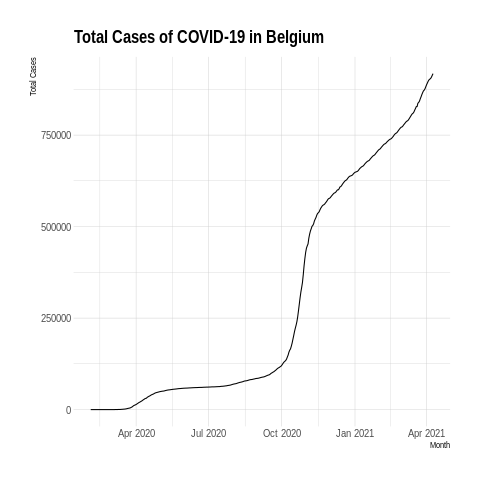 Total Cases of COVID-19 in Belgium
Total Cases
750000
500000
250000
0
Apr 2020
Jul 2020
Oct 2020
Jan 2021
Apr 2021
Month